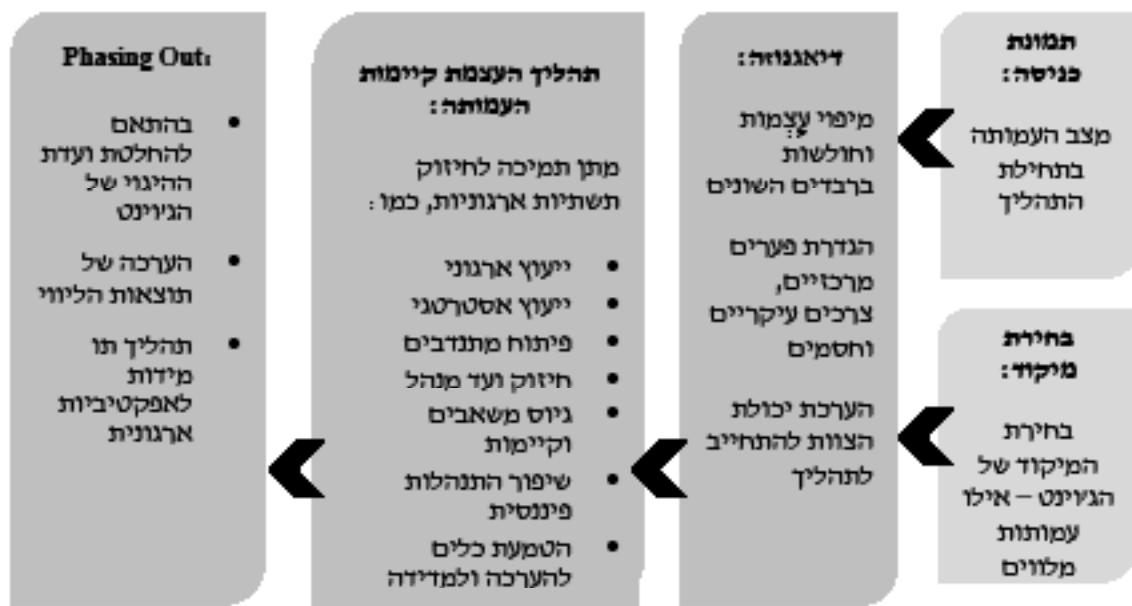 תמונת
כניסה:
מצב העמותה
בתחילת
התהליך
בחירת
מיקוד:
בחירת
המיקוד של
הג'וינט – אילו
עמותות
מלווים
דיאגנוזה:
מיפוי עָצְמות
וחולשות
ברבדים השונים
הגדרת פערים
מרכזיים,
צרכים עיקריים
וחסמים
הערכת יכולת
הצוות להתחייב
לתהליך
תהליך העצמת קיימות
העמותה:
מתן תמיכה לחיזוק
תשתיות ארגוניות, כמו:
• ייעוץ ארגוני
• ייעוץ אסטרטגי
• פיתוח מתנדבים
• חיזוק ועד מנהל
• גיוס משאבים
וקיימות
• שיפור התנהלות
פיננסית
• הטמעת כלים
להערכה ולמדידה
Phasing Out:
• בהתאם
להחלטת ועדת
ההיגוי של
הג'וינט
• הערכה של
תוצאות הליווי
• תהליך תו
מידות
לאפקטיביות
ארגונית